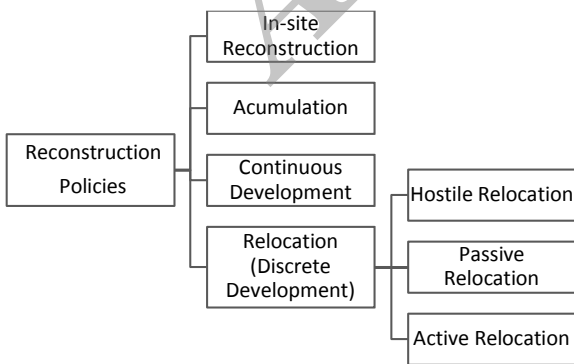 In-site
Reconstruction
Acumulation
Reconstruction
Policies
Continuous
Development
Hostile Relocation
Relocation
(Discrete
Development)
Passive
Relocation
Active Relocation